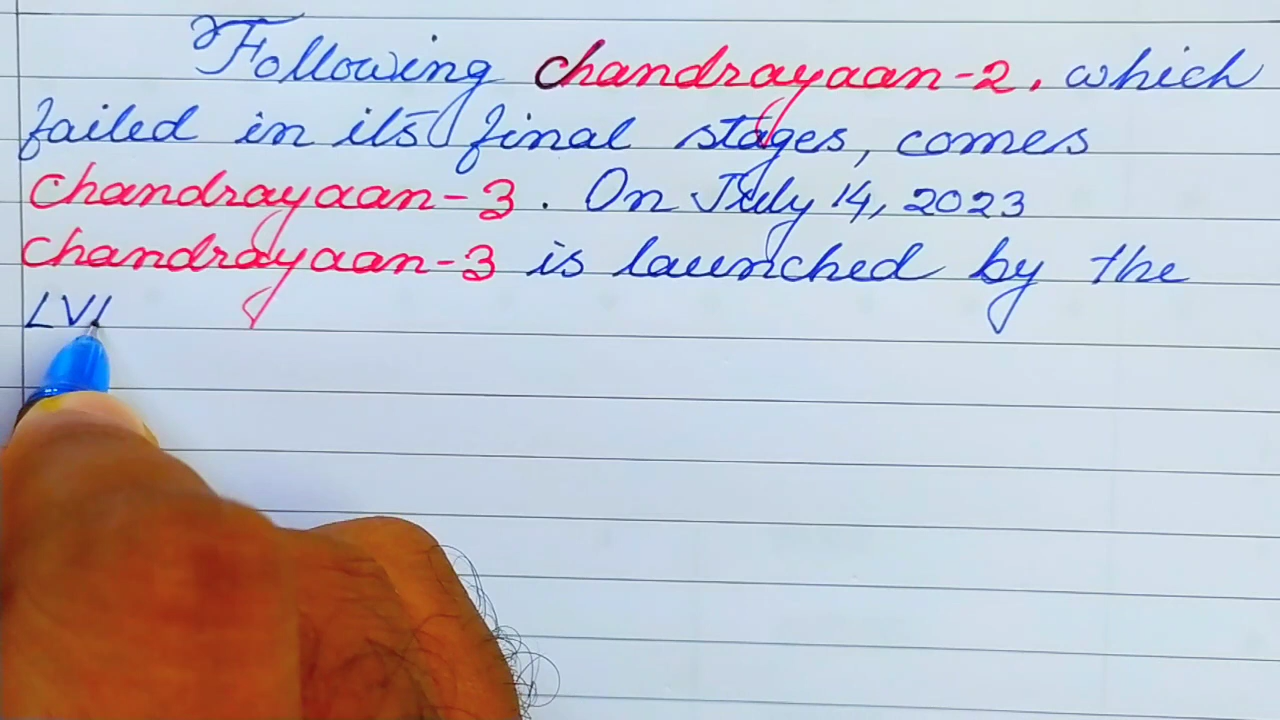 Following chandrayaan-2, which
failed in its final stages, comes
chandrayaan-3. On July 14, 2023
chandrayaan-3 is launched by the
LV